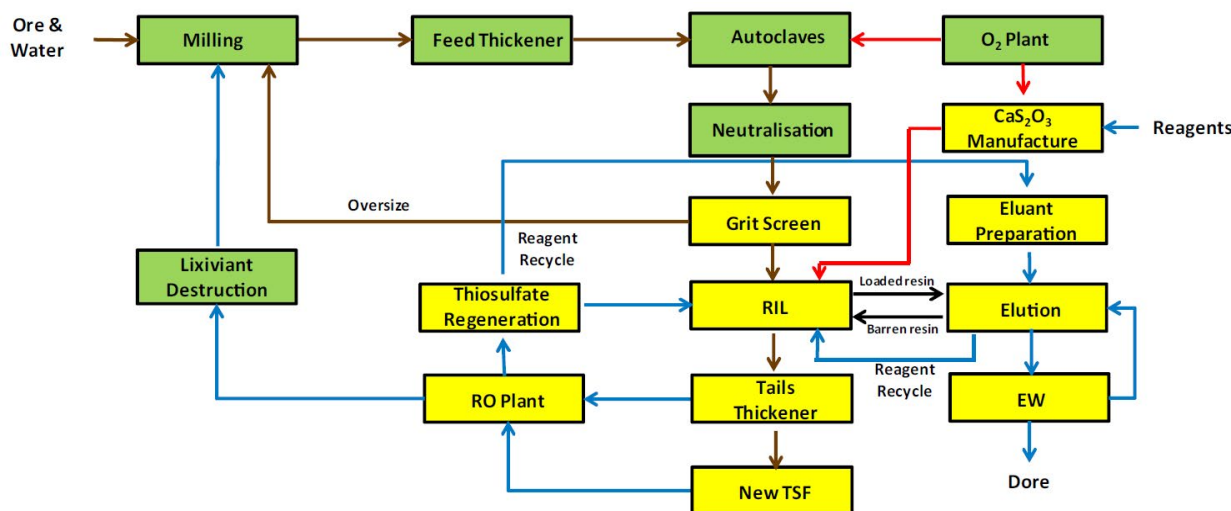 Ore &
Water
Milling
Feed Thickener
Autoclaves
O₂ Plant
Neutralisation
CaS₂O₃
Manufacture
Reagents
Oversize
Grit Screen
Eluant
Preparation
Reagent
Recycle
Lixiviant
Destruction
Thiosulfate
Regeneration
RIL
Loaded resin
Barren resin
Elution
Reagent
Recycle
RO Plant
Tails
Thickener
EW
New TSF
Dore